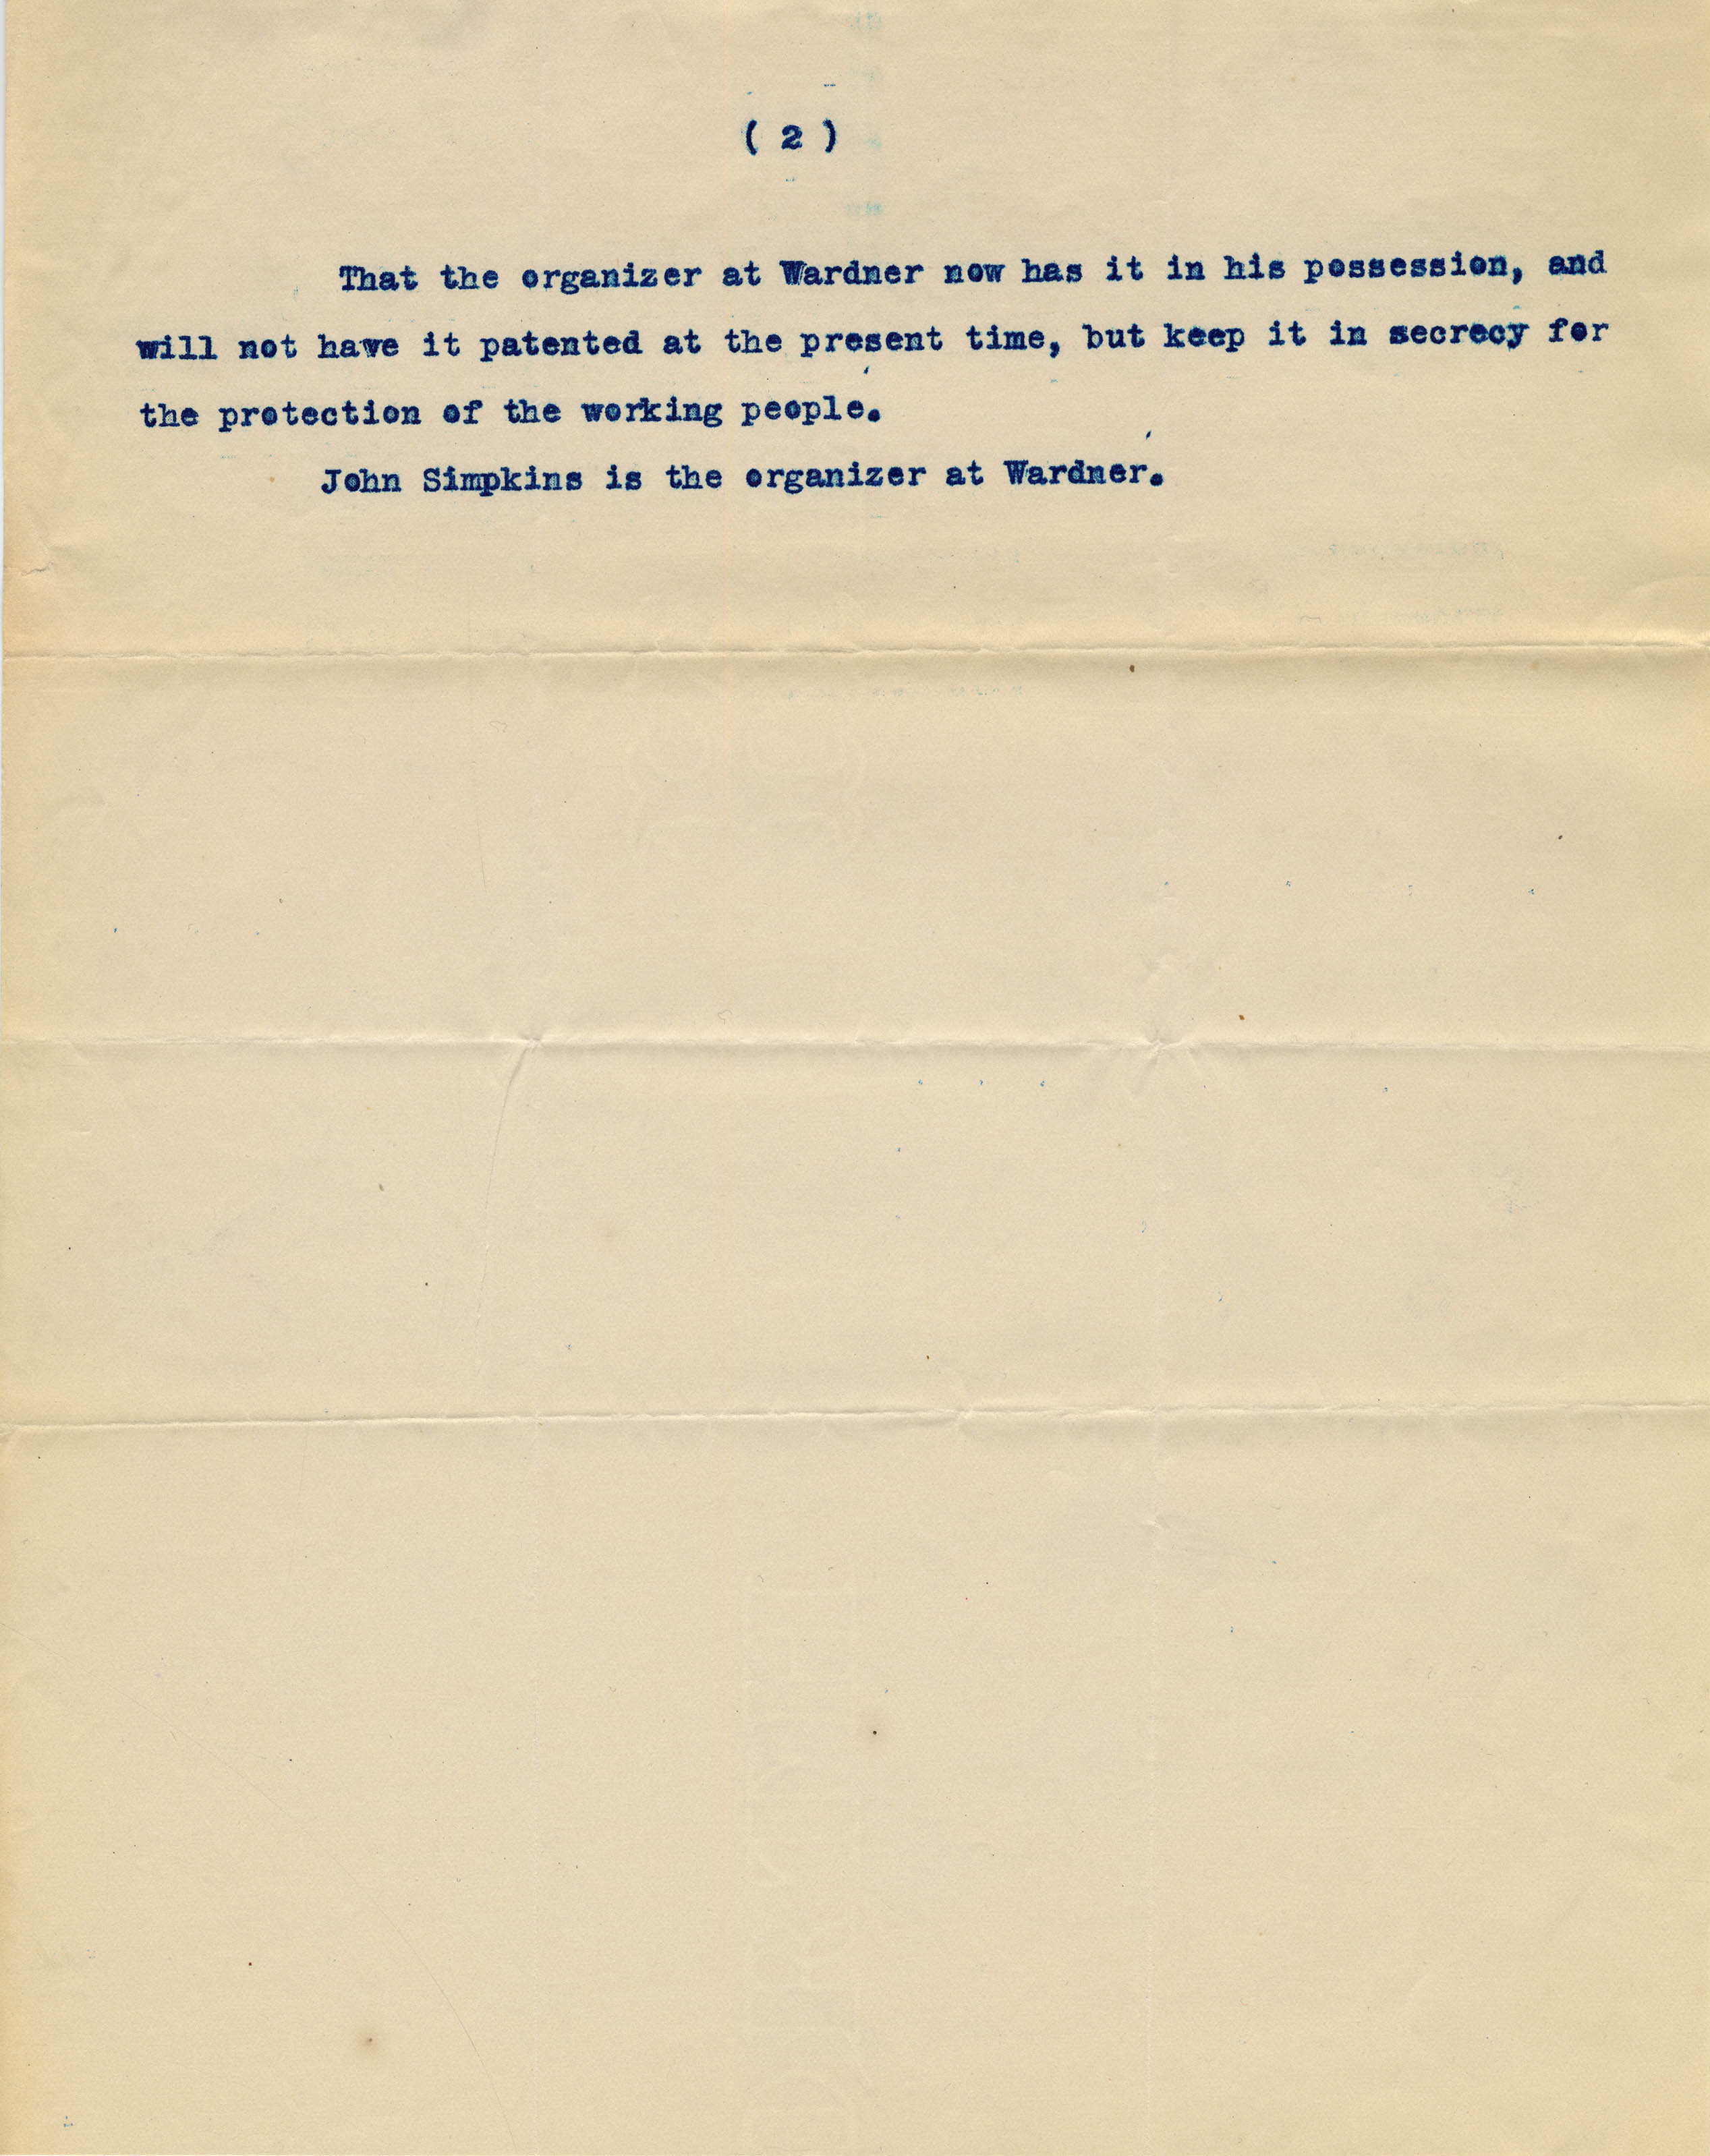 ( 2 )
That the organizer at Wardner now has it in his possession, and
will not have it patented at the present time, but keep it in secrecy for
the protection of the working people.
John Simpkins is the organizer at Wardner.